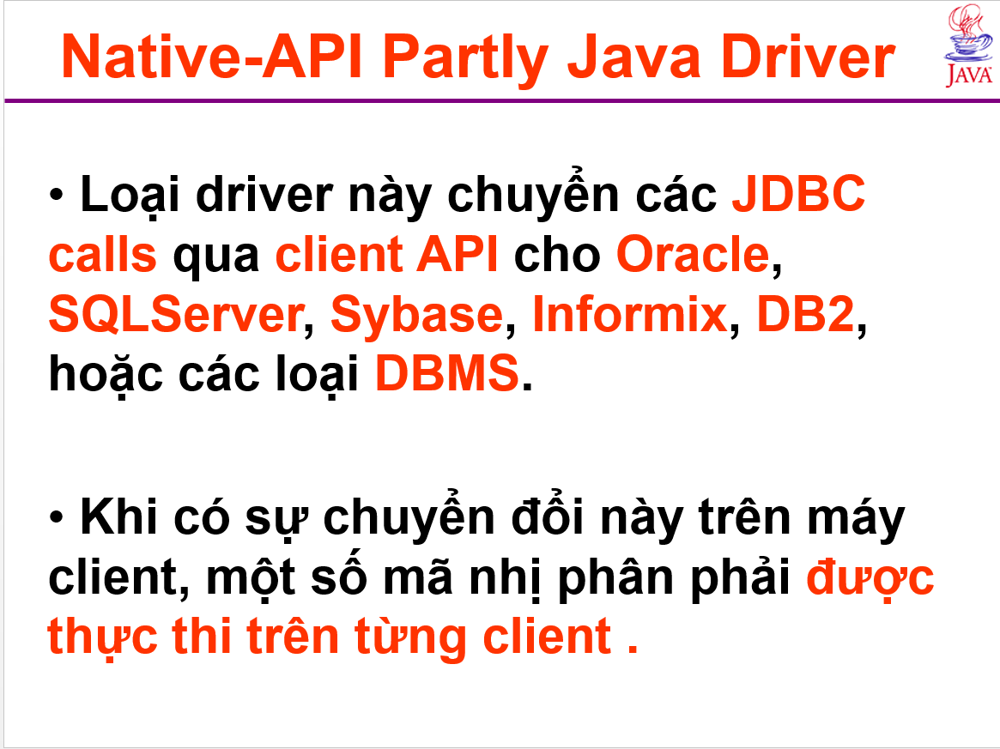 Native-API Partly Java Driver
JAVA
• Loại driver này chuyển các JDBC
calls qua client API cho Oracle,
SQLServer, Sybase, Informix, DB2,
hoặc các loại DBMS.
• Khi có sự chuyển đổi này trên máy
client, một số mã nhị phân phải được
thực thi trên từng client .